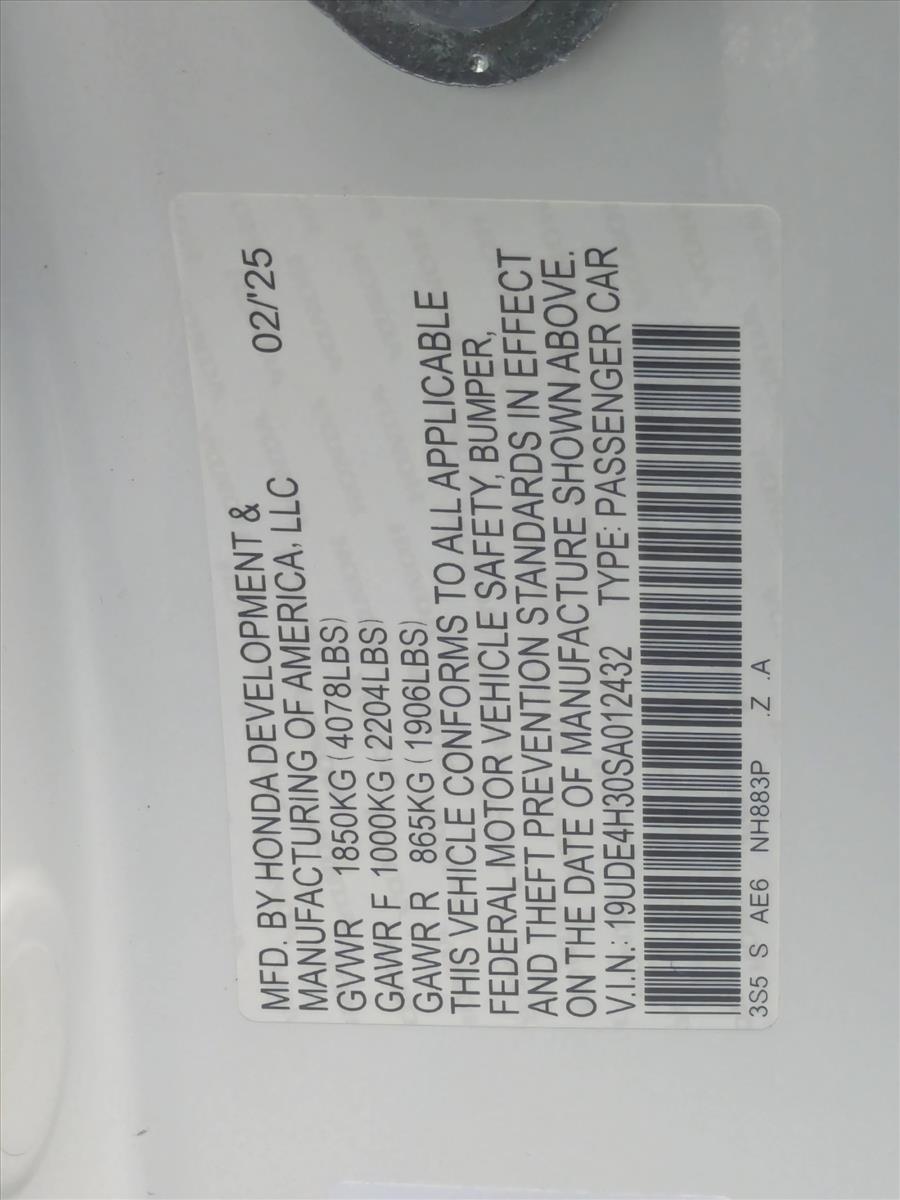 MFD. BY HONDA DEVELOPMENT &
MANUFACTURING OF AMERICA, LLC 02/'25
GVWR 1850KG (4078LBS)
GAWR F 1000KG (2204LBS)
GAWR R 865KG (1906LBS)
THIS VEHICLE CONFORMS TO ALL APPLICABLE
FEDERAL MOTOR VEHICLE SAFETY, BUMPER,
AND THEFT PREVENTION STANDARDS IN EFFECT
ON THE DATE OF MANUFACTURE SHOWN ABOVE.
V.I.N.: 19UDE4H30SA012432 TYPE: PASSENGER CAR
3S5 S AE6 NH883P .Z .A